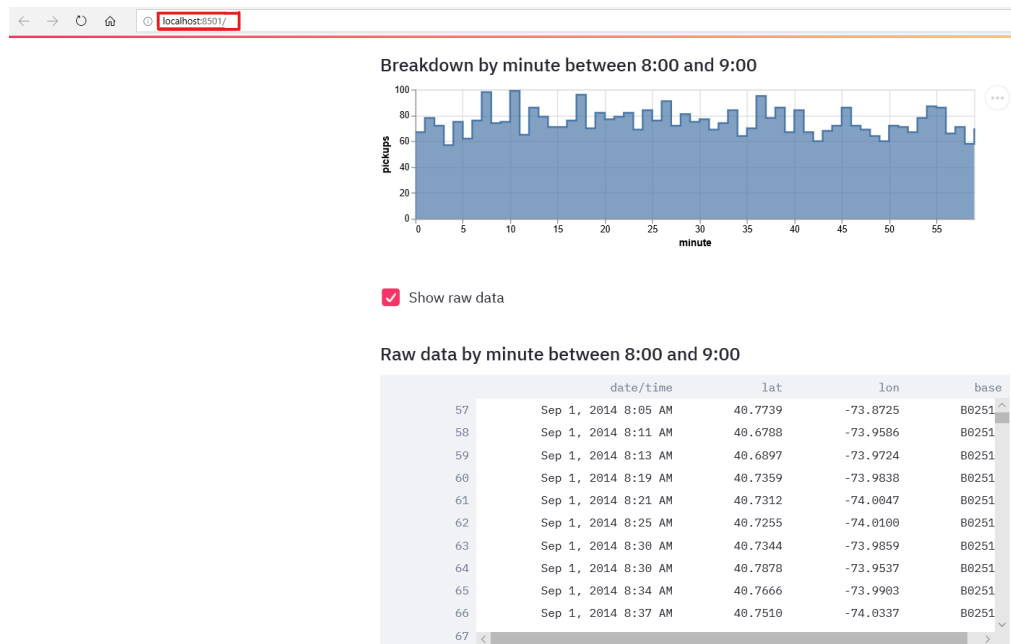 localhost:8501/
Breakdown by minute between 8:00 and 9:00
100
80
60
40
20
0
pickups
0 5 10 15 20 25 30 35 40 45 50 55
minute
Show raw data
Raw data by minute between 8:00 and 9:00
date/time lat lon base
57 Sep 1, 2014 8:05 AM 40.7739 -73.8725 B0251
58 Sep 1, 2014 8:11 AM 40.6788 -73.9586 B0251
59 Sep 1, 2014 8:13 AM 40.6897 -73.9724 B0251
60 Sep 1, 2014 8:19 AM 40.7359 -73.9838 B0251
61 Sep 1, 2014 8:21 AM 40.7312 -74.0047 B0251
62 Sep 1, 2014 8:25 AM 40.7255 -74.0100 B0251
63 Sep 1, 2014 8:30 AM 40.7344 -73.9859 B0251
64 Sep 1, 2014 8:30 AM 40.7878 -73.9537 B0251
65 Sep 1, 2014 8:34 AM 40.7666 -73.9903 B0251
66 Sep 1, 2014 8:37 AM 40.7510 -74.0337 B0251
67